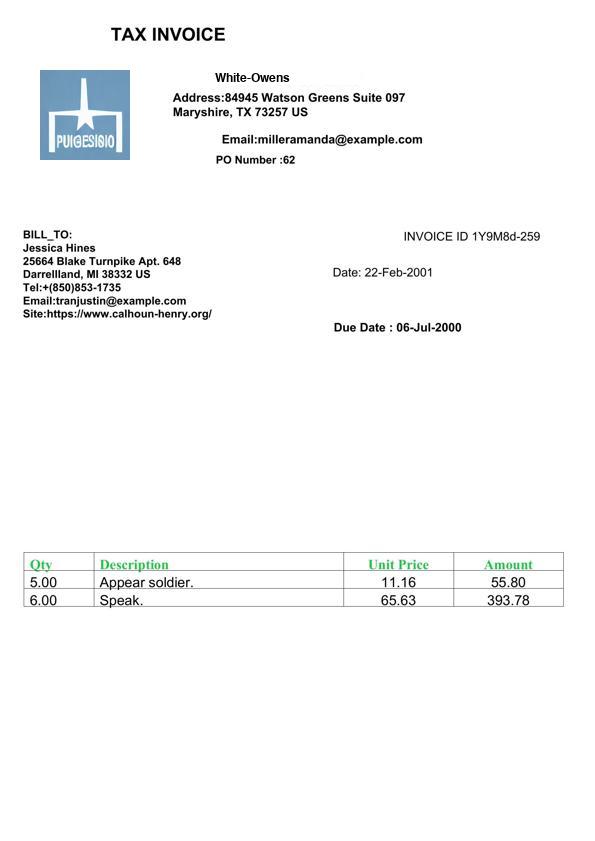 TAX INVOICE
White-Owens
Address:84945 Watson Greens Suite 097
Maryshire, TX 73257 US
PUIGESISIO
Email:milleramanda@example.com
PO Number :62
BILL_TO:
Jessica Hines
25664 Blake Turnpike Apt. 648
Darrellland, MI 38332 US
Tel:+(850)853-1735
Email:tranjustin@example.com
Site:https://www.calhoun-henry.org/
INVOICE ID 1Y9M8d-259
Date: 22-Feb-2001
Due Date : 06-Jul-2000
Qty Description Unit Price Amount
5.00 Appear soldier. 11.16 55.80
6.00 Speak. 65.63 393.78